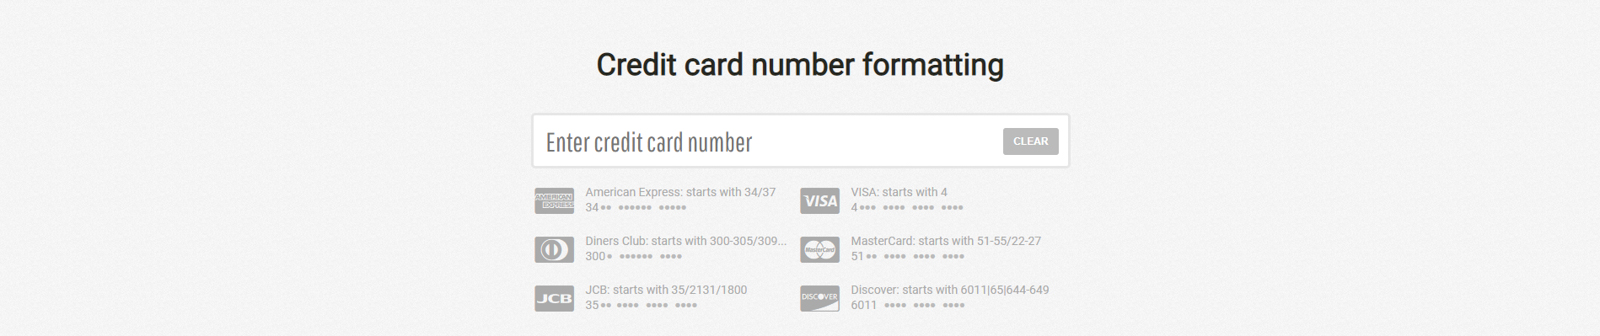 Credit card number formatting
Enter credit card number
CLEAR
AMERICAN EXPRESS
American Express: starts with 34/37
34•• •••••• •••••
VISA
VISA: starts with 4
4••• •••• •••• ••••
Diners Club: starts with 300-305/309...
300• •••••• ••••
MasterCard
MasterCard: starts with 51-55/22-27
51•• •••• •••• ••••
JCB
JCB: starts with 35/2131/1800
35•• •••• •••• ••••
DISCOVER
Discover: starts with 6011|65|644-649
6011 •••• •••• ••••